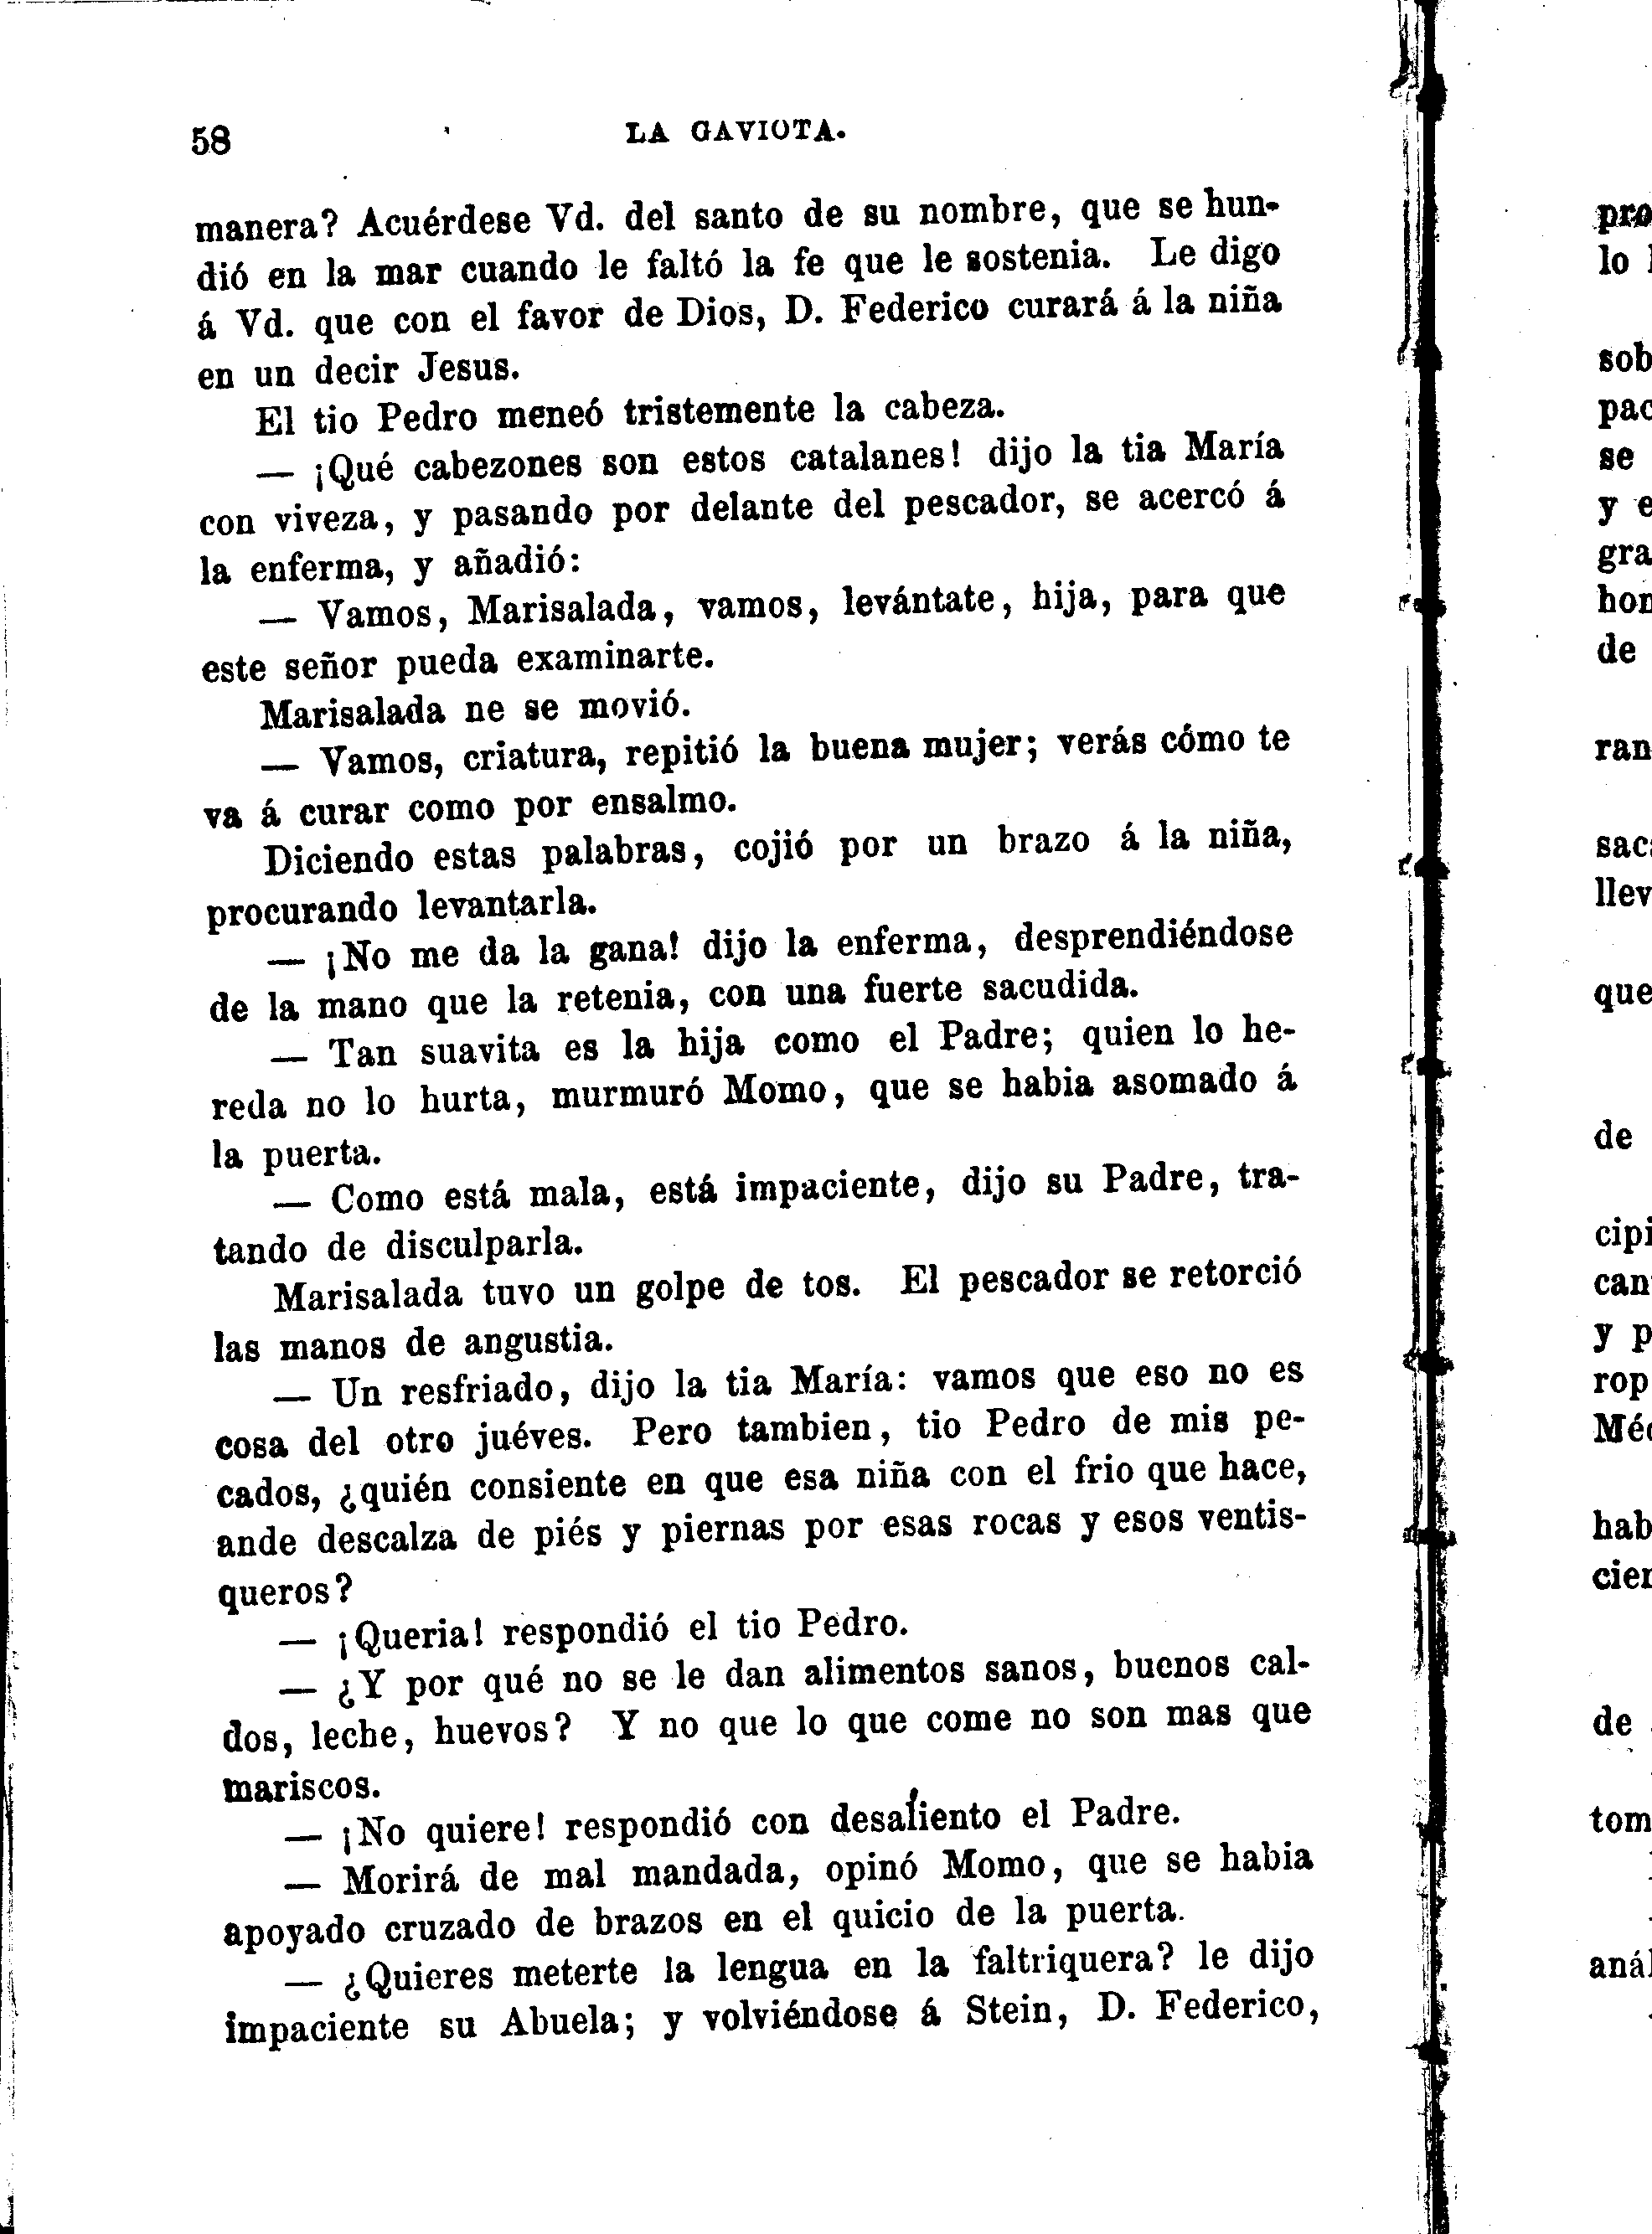 58
LA GAVIOTA.
manera? Acuérdese Vd. del santo de su nombre, que se hun-
dió en la mar cuando le faltó la fe que le sostenia. Le digo
á Vd. que con el favor de Dios, D. Federico curará á la niña
en un decir Jesus.
El tio Pedro meneó tristemente la cabeza.
— ¡Qué cabezones son estos catalanes! dijo la tia María
con viveza, y pasando por delante del pescador, se acercó á
la enferma, y añadió:
— Vamos, Marisalada, vamos, levántate, hija, para que
este señor pueda examinarte.
Marisalada ne se movió.
— Vamos, criatura, repitió la buena mujer; verás cómo te
va á curar como por ensalmo.
Diciendo estas palabras, cojió por un brazo á la niña,
procurando levantarla.
— ¡No me da la gana! dijo la enferma, desprendiéndose
de la mano que la retenia, con una fuerte sacudida.
— Tan suavita es la hija como el Padre; quien lo he-
reda no lo hurta, murmuró Momo, que se habia asomado á
la puerta.
— Como está mala, está impaciente, dijo su Padre, tra-
tando de disculparla.
Marisalada tuvo un golpe de tos. El pescador se retorció
las manos de angustia.
— Un resfriado, dijo la tia María: vamos que eso no es
cosa del otro juéves. Pero tambien, tio Pedro de mis pe-
cados, ¿quién consiente en que esa niña con el frio que hace,
ande descalza de piés y piernas por esas rocas y esos ventis-
queros?
— ¡Queria! respondió el tio Pedro.
— ¿Y por qué no se le dan alimentos sanos, buenos cal-
dos, leche, huevos? Y no que lo que come no son mas que
mariscos.
— ¡No quiere! respondió con desaliento el Padre.
— Morirá de mal mandada, opinó Momo, que se habia
apoyado cruzado de brazos en el quicio de la puerta.
— ¿Quieres meterte la lengua en la faltriquera? le dijo
impaciente su Abuela; y volviéndose á Stein, D. Federico,
pro
lo
sob
pac
se
y e
gra
hon
de
ran
sac
llev
que
de
cipi
can
y p
rop
Méd
hab
cien
de
tom
anál